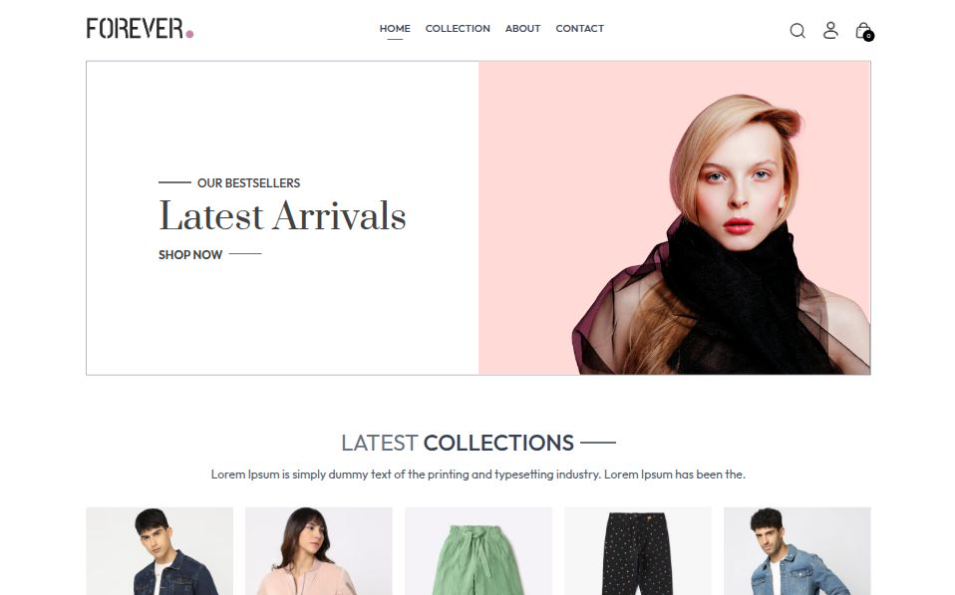 FOREVER.
HOME COLLECTION ABOUT CONTACT
0
OUR BESTSELLERS
Latest Arrivals
SHOP NOW
LATEST COLLECTIONS
Lorem Ipsum is simply dummy text of the printing and typesetting industry. Lorem Ipsum has been the.